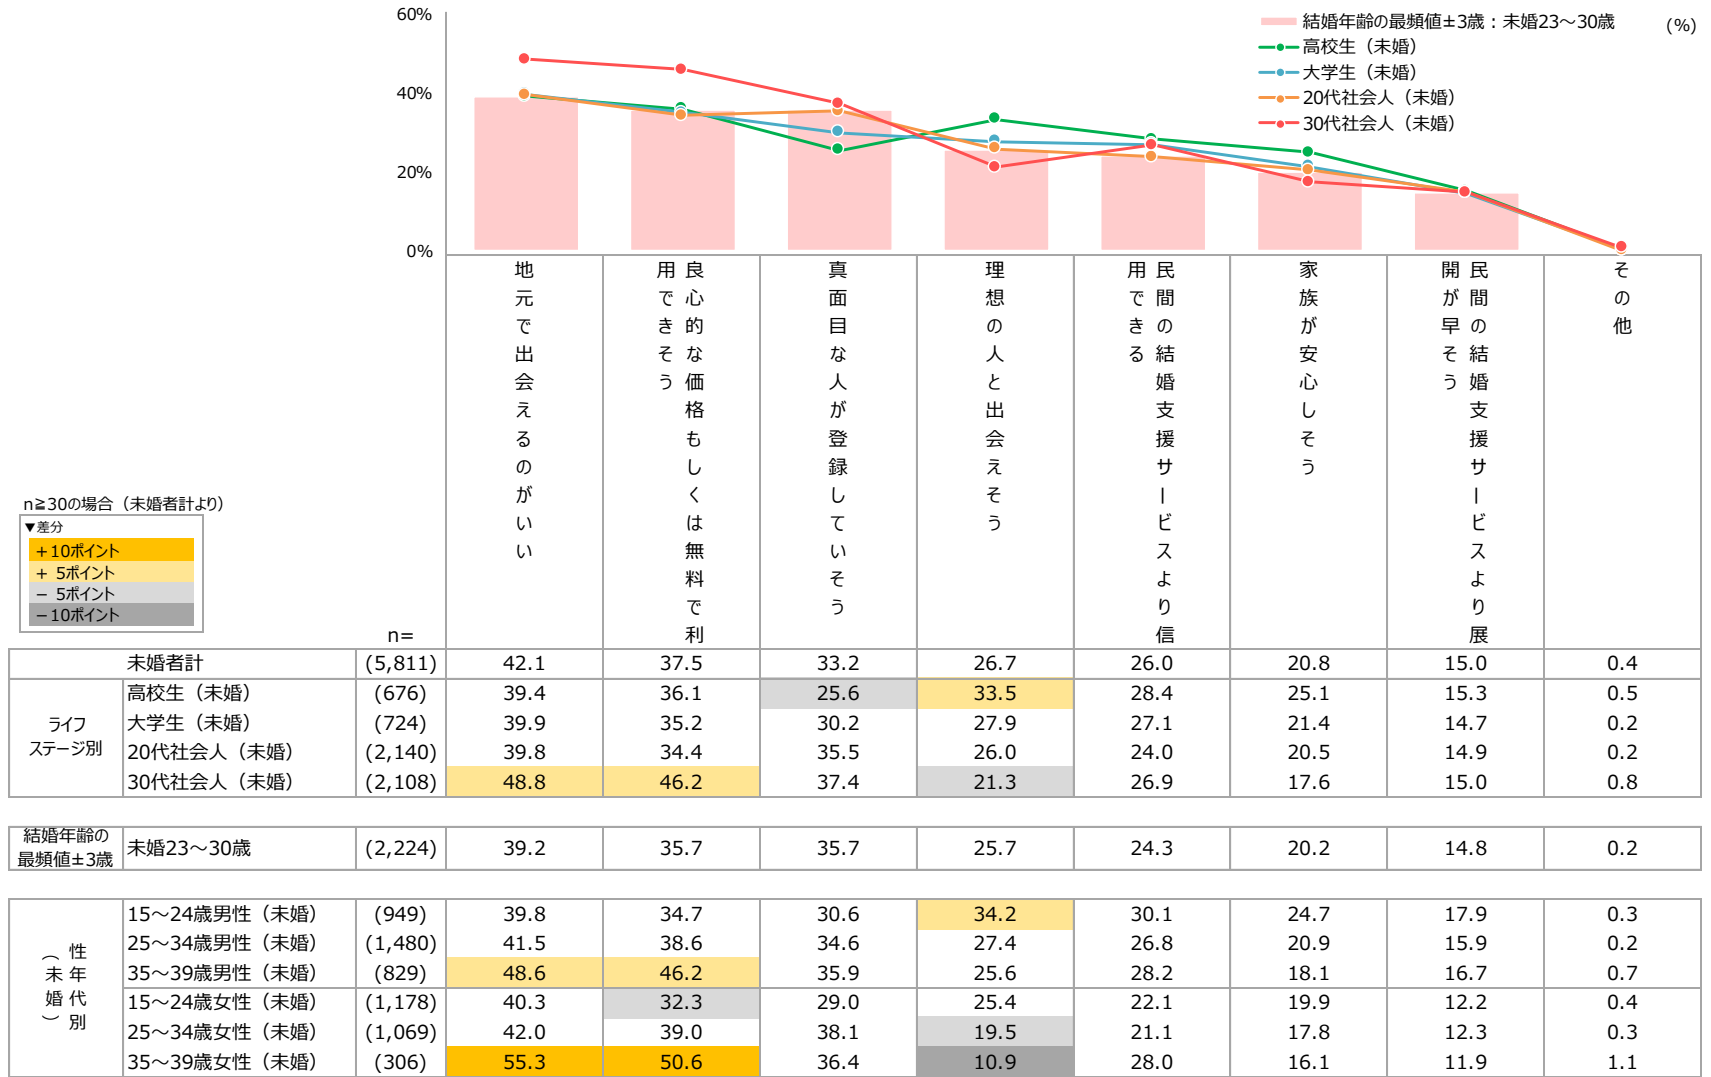 60%
40%
20%
0%
結婚年齢の最頻値±3歳：未婚23～30歳
高校生（未婚）
大学生（未婚）
20代社会人（未婚）
30代社会人（未婚）
(%)
地元で出会えるのがいい
良心的な価格もしくは無料で利
用できそう
真面目な人が登録していそう
理想の人と出会えそう
民間の結婚支援サービスより信
用できる
家族が安心しそう
民間の結婚支援サービスより展
開が早そう
その他
n≧30の場合（未婚者計より）
▼差分
＋10ポイント
＋ 5ポイント
－ 5ポイント
－10ポイント
n=
未婚者計 (5,811) 42.1 37.5 33.2 26.7 26.0 20.8 15.0 0.4
ライフ
ステージ別
高校生（未婚） (676) 39.4 36.1 25.6 33.5 28.4 25.1 15.3 0.5
大学生（未婚） (724) 39.9 35.2 30.2 27.9 27.1 21.4 14.7 0.2
20代社会人（未婚） (2,140) 39.8 34.4 35.5 26.0 24.0 20.5 14.9 0.2
30代社会人（未婚） (2,108) 48.8 46.2 37.4 21.3 26.9 17.6 15.0 0.8
結婚年齢の
最頻値±3歳
未婚23～30歳 (2,224) 39.2 35.7 35.7 25.7 24.3 20.2 14.8 0.2
性年代別
（未婚）
15～24歳男性（未婚） (949) 39.8 34.7 30.6 34.2 30.1 24.7 17.9 0.3
25～34歳男性（未婚） (1,480) 41.5 38.6 34.6 27.4 26.8 20.9 15.9 0.2
35～39歳男性（未婚） (829) 48.6 46.2 35.9 25.6 28.2 18.1 16.7 0.7
15～24歳女性（未婚） (1,178) 40.3 32.3 29.0 25.4 22.1 19.9 12.2 0.4
25～34歳女性（未婚） (1,069) 42.0 39.0 38.1 19.5 21.1 17.8 12.3 0.3
35～39歳女性（未婚） (306) 55.3 50.6 36.4 10.9 28.0 16.1 11.9 1.1